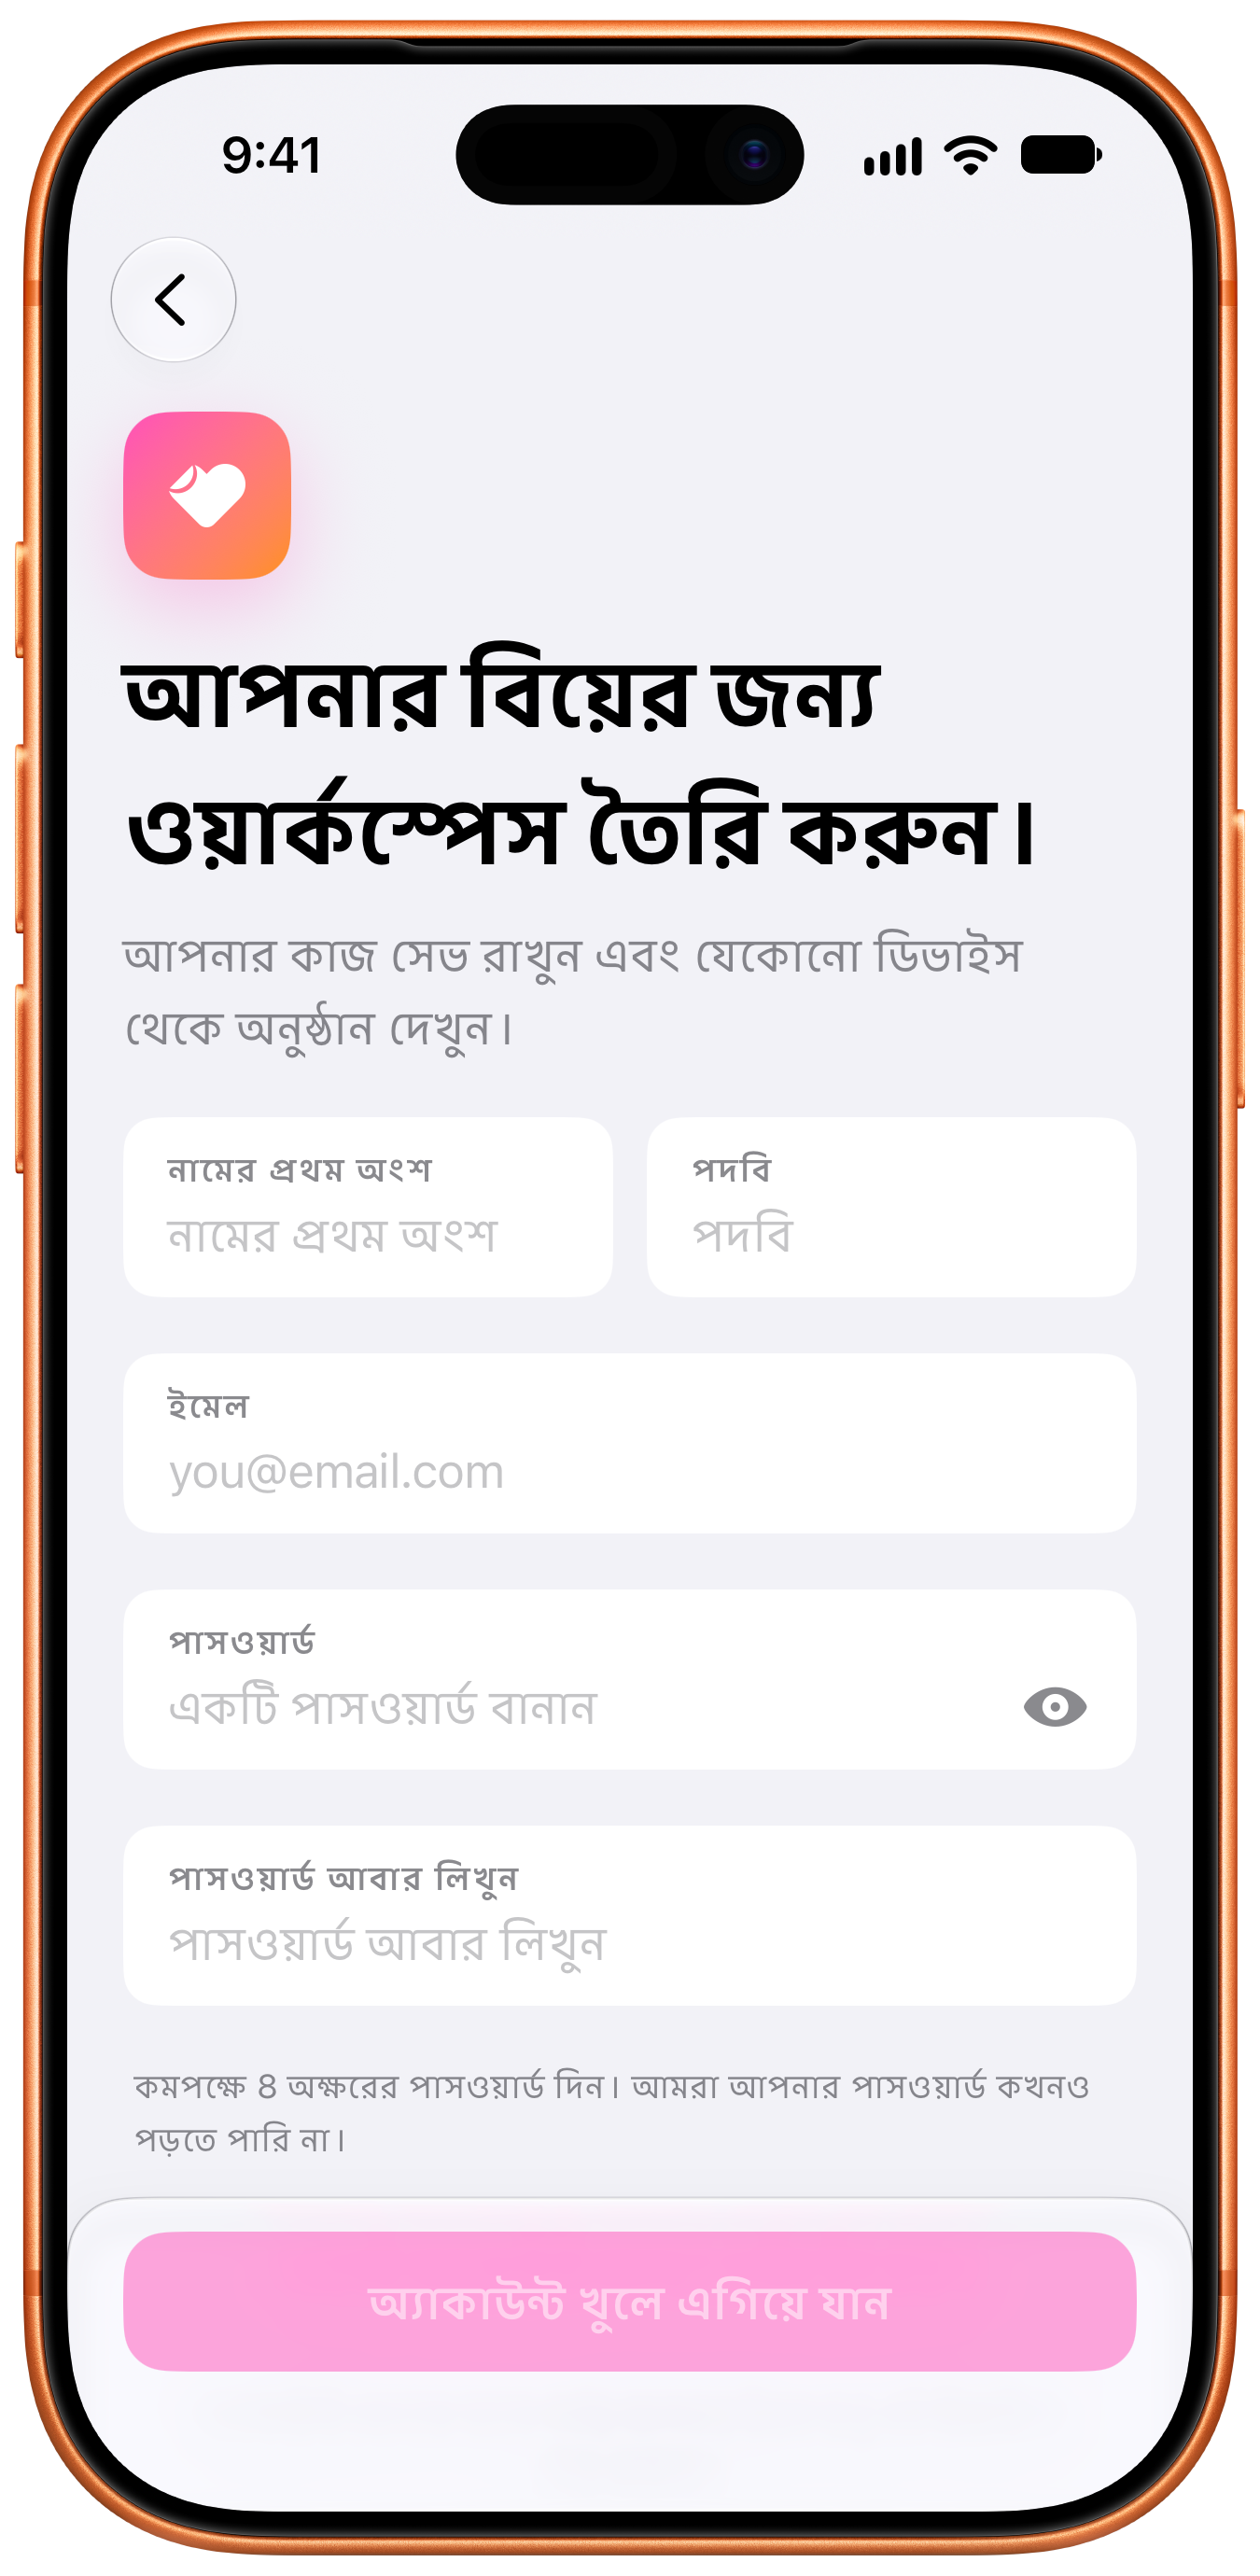 9:41
আপনার বিয়ের জন্য
ওয়ার্কস্পেস তৈরি করুন।
আপনার কাজ সেভ রাখুন এবং যেকোনো ডিভাইস
থেকে অনুষ্ঠান দেখুন।
নামের প্রথম অংশ
নামের প্রথম অংশ
পদবি
পদবি
ইমেল
you@email.com
পাসওয়ার্ড
একটি পাসওয়ার্ড বানান
পাসওয়ার্ড আবার লিখুন
পাসওয়ার্ড আবার লিখুন
কমপক্ষে 8 অক্ষরের পাসওয়ার্ড দিন। আমরা আপনার পাসওয়ার্ড কখনও
পড়তে পারি না।
অ্যাকাউন্ট খুলে এগিয়ে যান